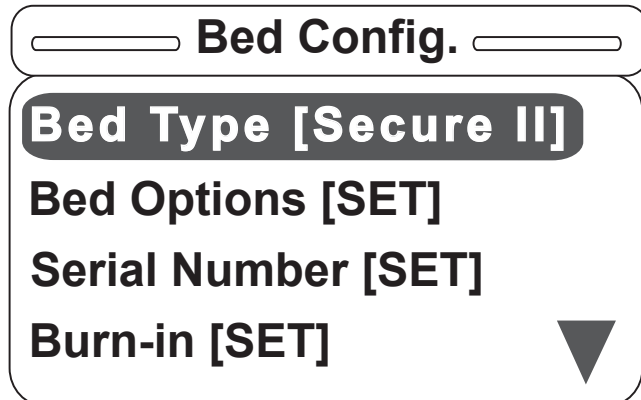 Bed Config.
Bed Type [Secure II]
Bed Options [SET]
Serial Number [SET]
Burn-in [SET]